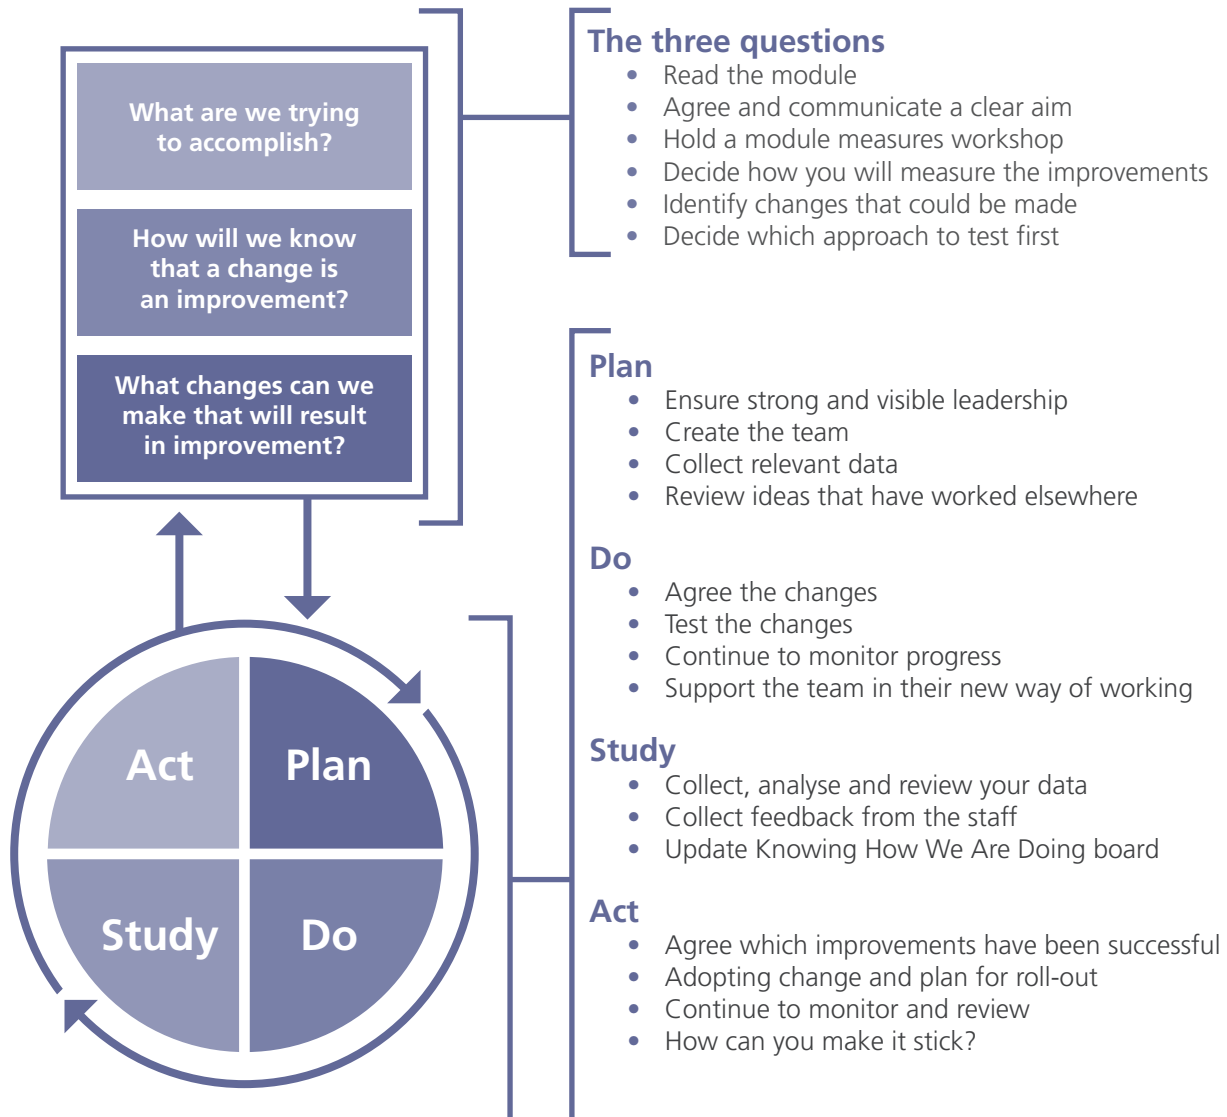 What are we trying
to accomplish?
How will we know
that a change is
an improvement?
What changes can we
make that will result
in improvement?
Act
Plan
Study
Do
The three questions
• Read the module
• Agree and communicate a clear aim
• Hold a module measures workshop
• Decide how you will measure the improvements
• Identify changes that could be made
• Decide which approach to test first
Plan
• Ensure strong and visible leadership
• Create the team
• Collect relevant data
• Review ideas that have worked elsewhere
Do
• Agree the changes
• Test the changes
• Continue to monitor progress
• Support the team in their new way of working
Study
• Collect, analyse and review your data
• Collect feedback from the staff
• Update Knowing How We Are Doing board
Act
• Agree which improvements have been successful
• Adopting change and plan for roll-out
• Continue to monitor and review
• How can you make it stick?